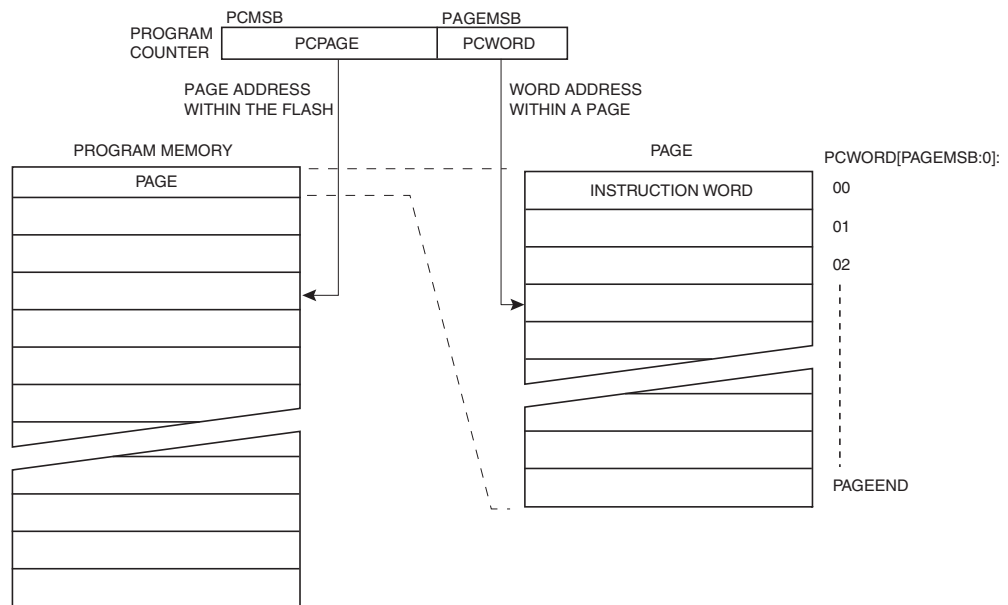 PCMSB
PAGEMSB
PROGRAM
COUNTER
PCPAGE
PCWORD
PAGE ADDRESS
WITHIN THE FLASH
WORD ADDRESS
WITHIN A PAGE
PROGRAM MEMORY
PAGE
PAGE
PCWORD[PAGEMSB:0]:
INSTRUCTION WORD
00
01
02
PAGEEND